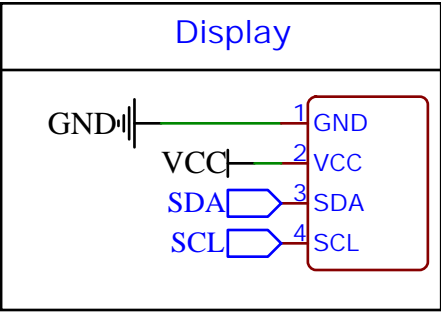 Display
GND 1 GND
VCC 2 VCC
SDA 3 SDA
SCL 4 SCL